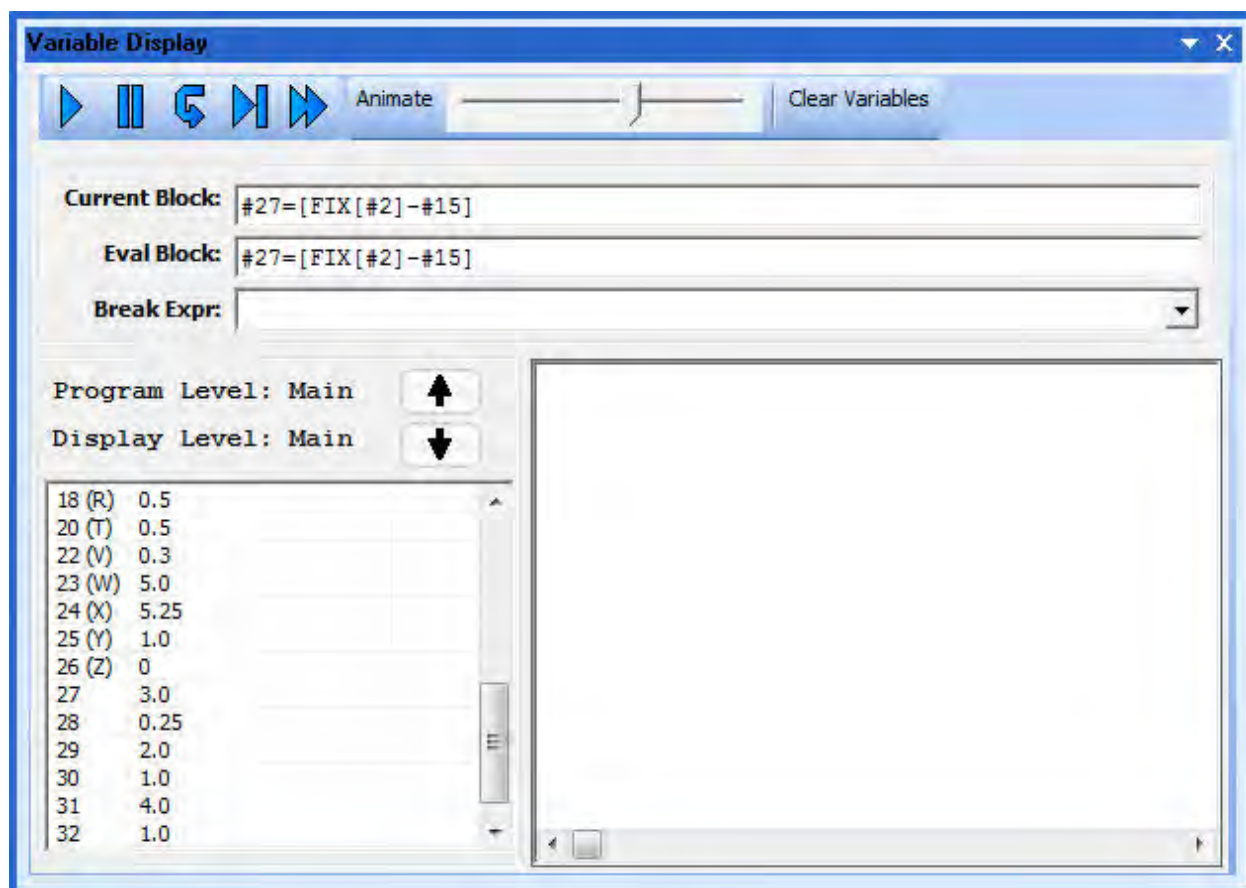 Variable Display
Animate Clear Variables
Current Block: #27=[FIX[#2]-#15]
Eval Block: #27=[FIX[#2]-#15]
Break Expr:
Program Level: Main
Display Level: Main
18 (R) 0.5
20 (T) 0.5
22 (V) 0.3
23 (W) 5.0
24 (X) 5.25
25 (Y) 1.0
26 (Z) 0
27 3.0
28 0.25
29 2.0
30 1.0
31 4.0
32 1.0